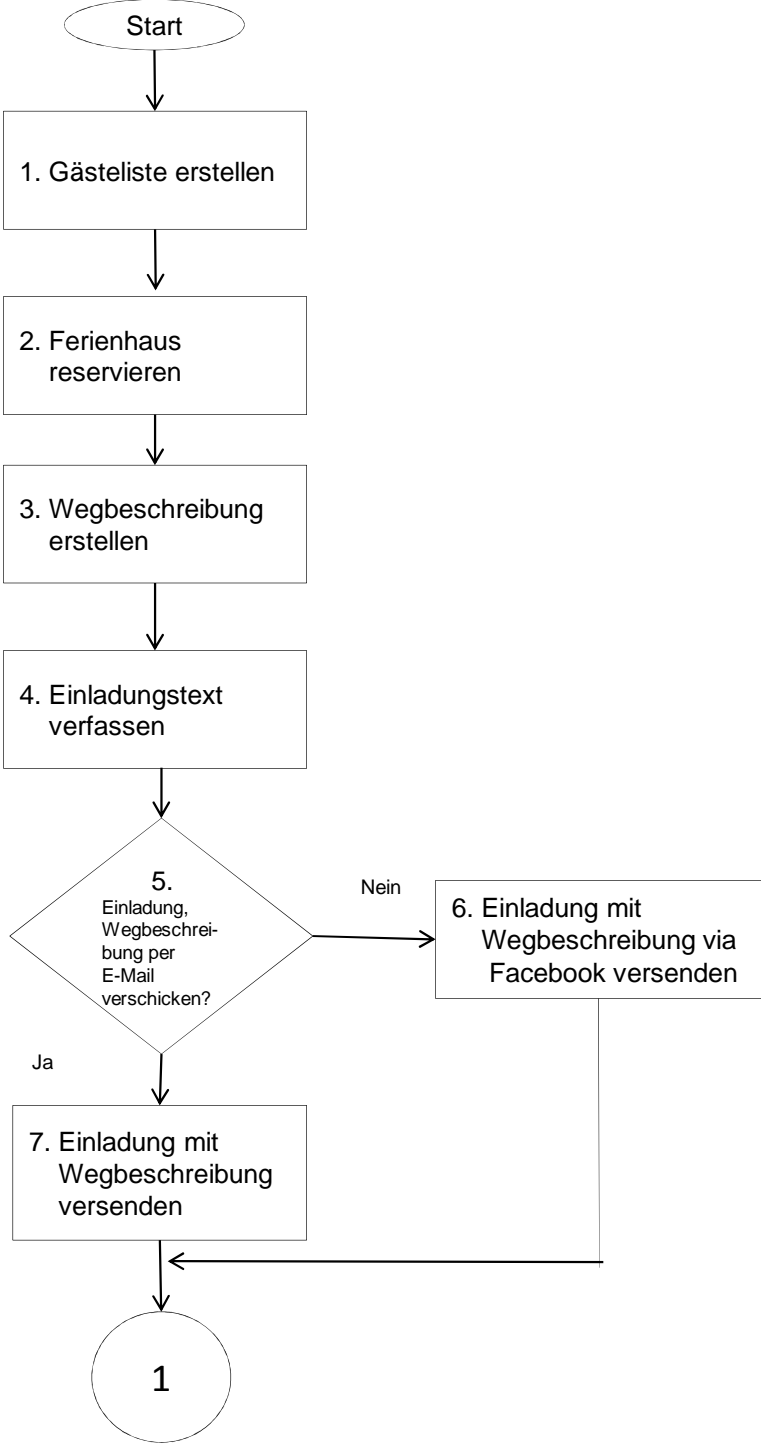 Start
1. Gästeliste erstellen
2. Ferienhaus
reservieren
3. Wegbeschreibung
erstellen
4. Einladungstext
verfassen
5.
Einladung,
Wegbeschrei-
bung per
E-Mail
verschicken?
Nein
6. Einladung mit
Wegbeschreibung via
Facebook versenden
Ja
7. Einladung mit
Wegbeschreibung
versenden
1